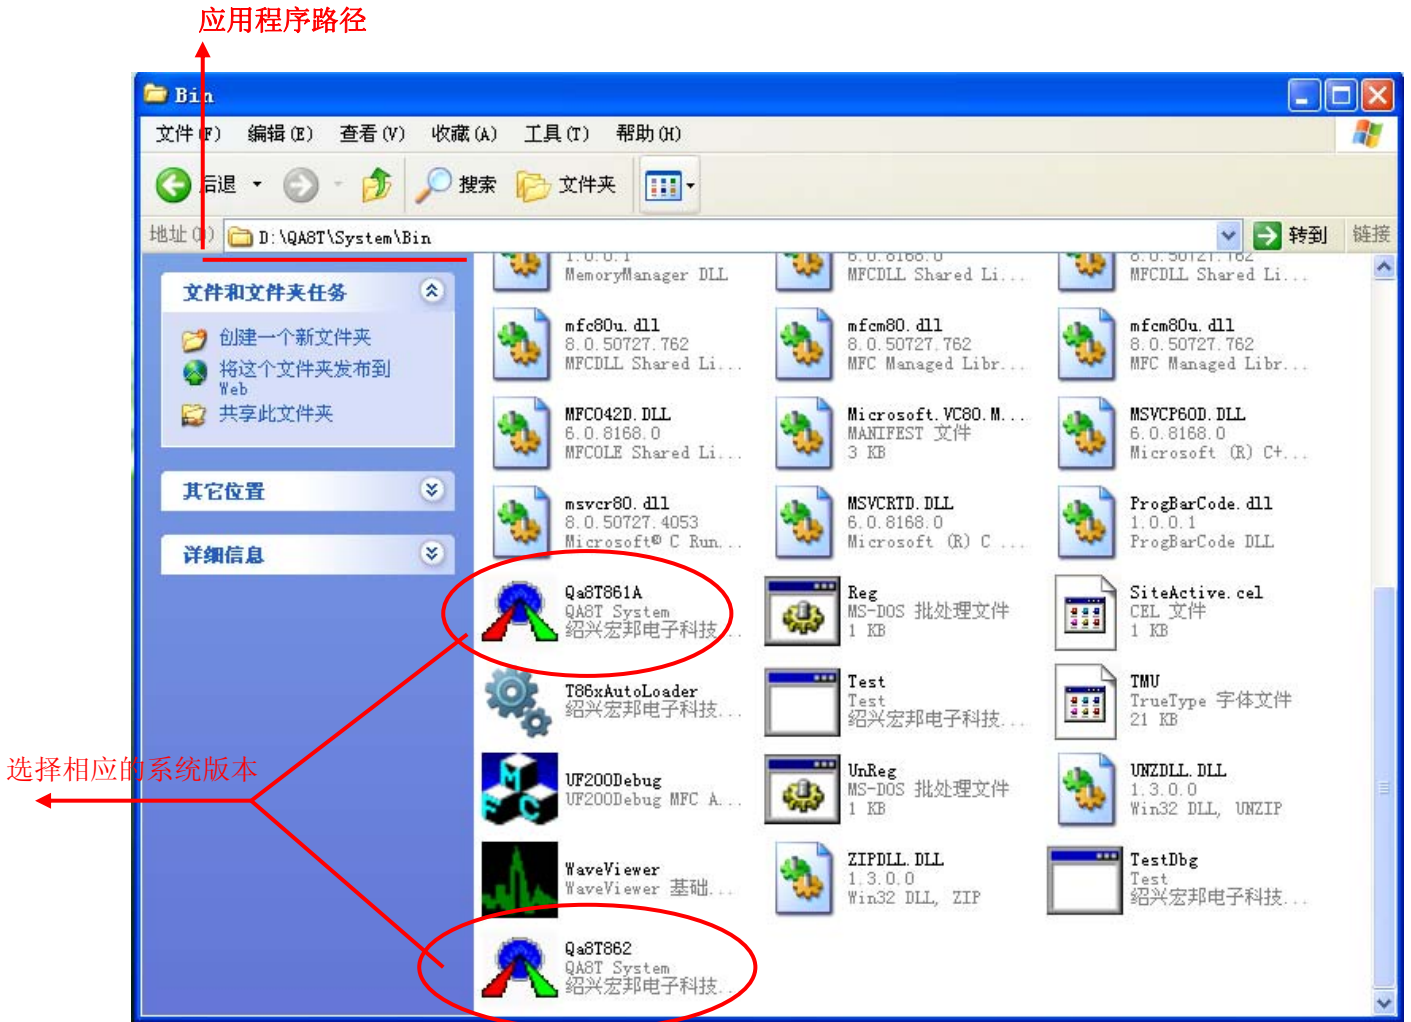 应用程序路径
Bin
文件(F) 编辑(E) 查看(V) 收藏(A) 工具(T) 帮助(H)
后退 搜索 文件夹
地址(D) D:\QA8T\System\Bin 转到 链接
文件和文件夹任务
创建一个新文件夹
将这个文件夹发布到
Web
共享此文件夹
其它位置
详细信息
1.0.0.1
MemoryManager DLL
6.0.8168.0
MFCDLL Shared Li...
8.0.50727.762
MFCDLL Shared Li...
mfc80u.dll
8.0.50727.762
MFCDLL Shared Li...
mfcm80.dll
8.0.50727.762
MFC Managed Libr...
mfcm80u.dll
8.0.50727.762
MFC Managed Libr...
MFCO42D.DLL
6.0.8168.0
MFCOLE Shared Li...
Microsoft.VC80.M...
MANIFEST 文件
3 KB
MSVCP60D.DLL
6.0.8168.0
Microsoft (R) C+...
msvcr80.dll
8.0.50727.4053
Microsoft® C Run...
MSVCRTD.DLL
6.0.8168.0
Microsoft (R) C ...
ProgBarCode.dll
1.0.0.1
ProgBarCode DLL
Qa8T861A
QA8T System
绍兴宏邦电子科技...
Reg
MS-DOS 批处理文件
1 KB
SiteActive.cel
CEL 文件
1 KB
T86xAutoLoader
绍兴宏邦电子科技...
Test
Test
绍兴宏邦电子科技...
TMU
TrueType 字体文件
21 KB
选择相应的系统版本
UF200Debug
UF200Debug MFC A...
UnReg
MS-DOS 批处理文件
1 KB
UNZDLL.DLL
1.3.0.0
Win32 DLL, UNZIP
WaveViewer
WaveViewer 基础...
ZIPDLL.DLL
1.3.0.0
Win32 DLL, ZIP
TestDbg
Test
绍兴宏邦电子科技...
Qa8T862
QA8T System
绍兴宏邦电子科技...